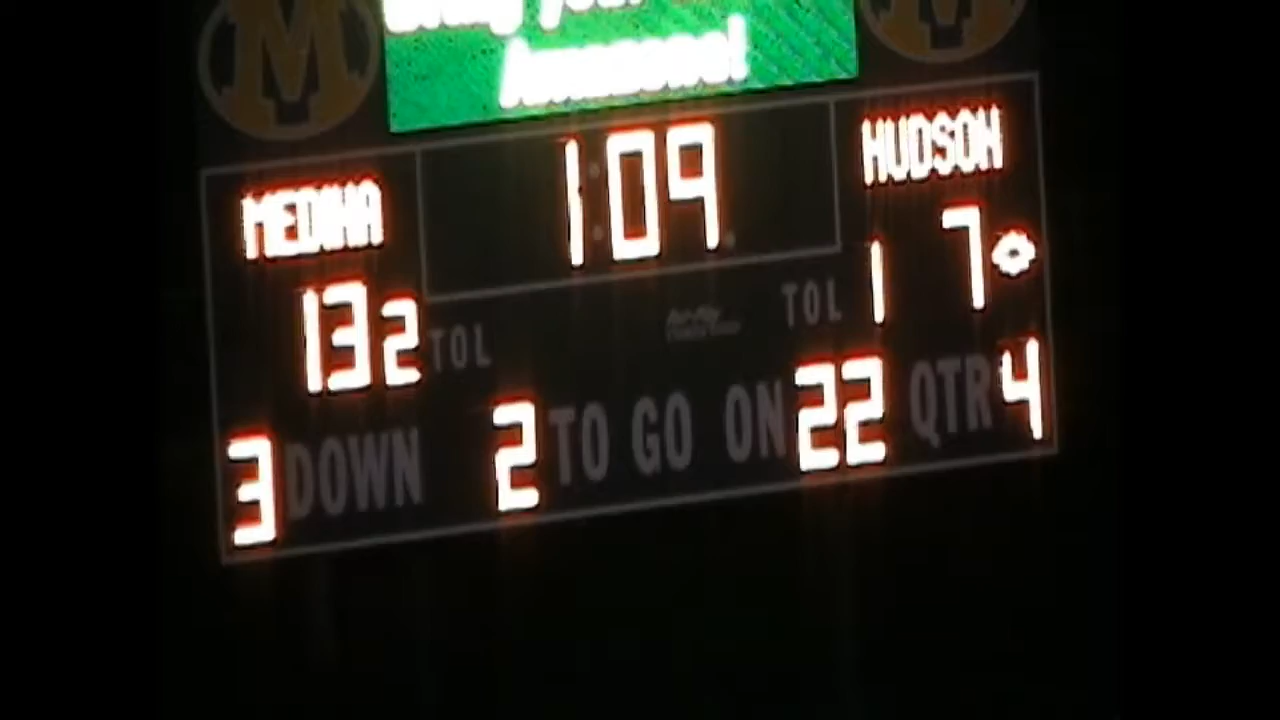 M M
Awesome!
MEDINA 1:09 HUDSON
13 2 TOL TOL 1 7
3 DOWN 2 TO GO ON 22 QTR 4